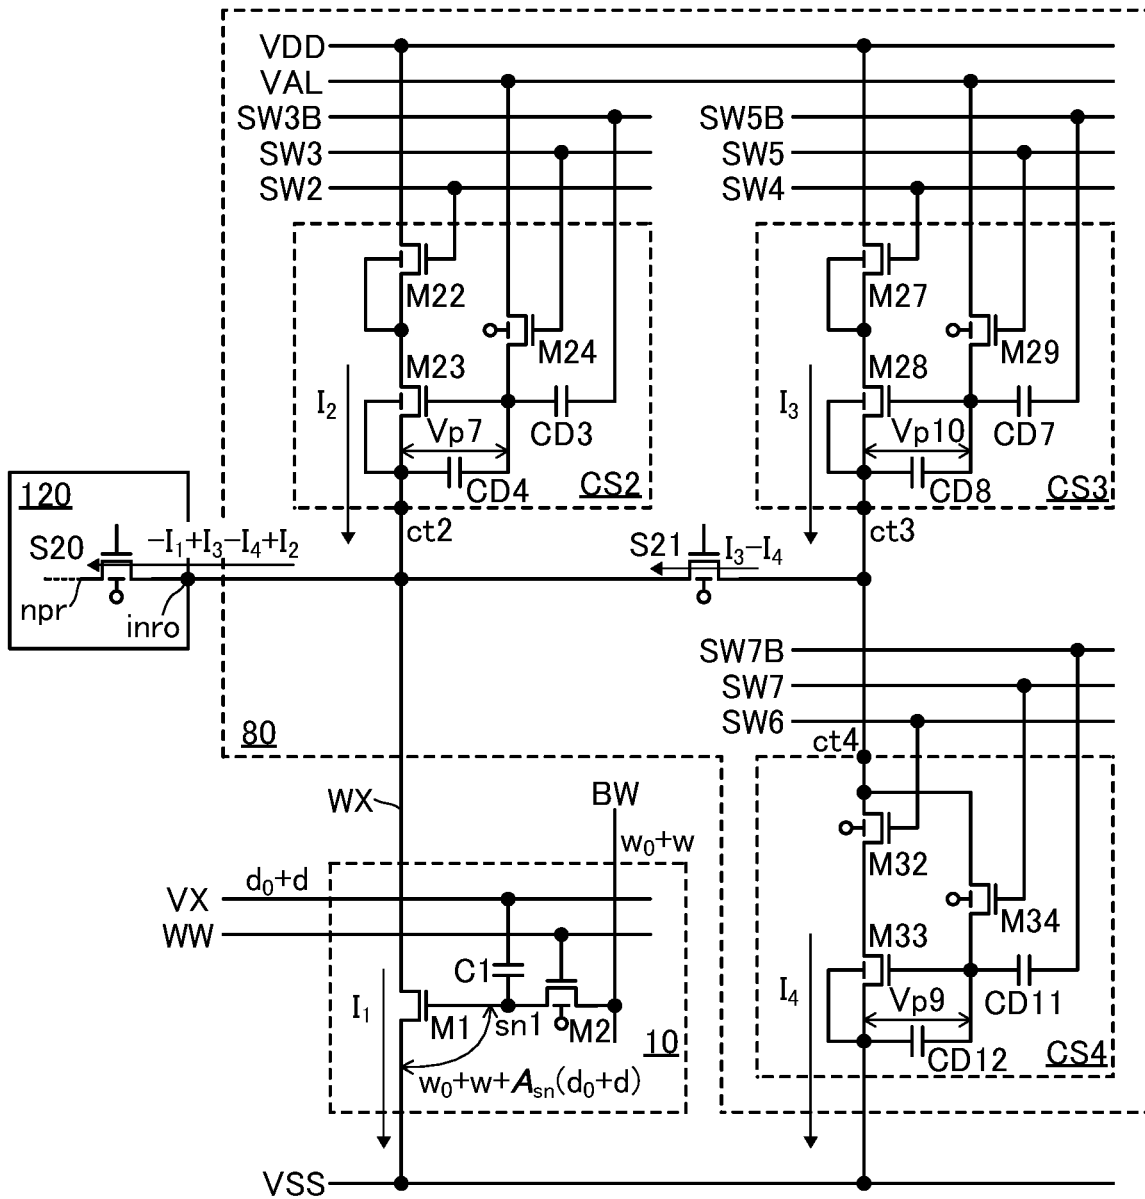 VDD
VAL
SW3B
SW5B
SW3
SW5
SW2
SW4
M22
M27
M24
M29
M23
M28
I₂
I₃
Vp7
CD3
Vp10
CD7
CD4
CS2
CD8
CS3
120
ct2
ct3
S20
−I₁+I₃−I₄+I₂
S21
I₃−I₄
npr
inro
SW7B
SW7
SW6
80
ct4
WX
BW
w₀+w
M32
d₀+d
VX
WW
M34
M33
C1
I₁
I₄
M1
sn1
M2
Vp9
CD11
10
CD12
CS4
w₀+w+A_sn(d₀+d)
VSS